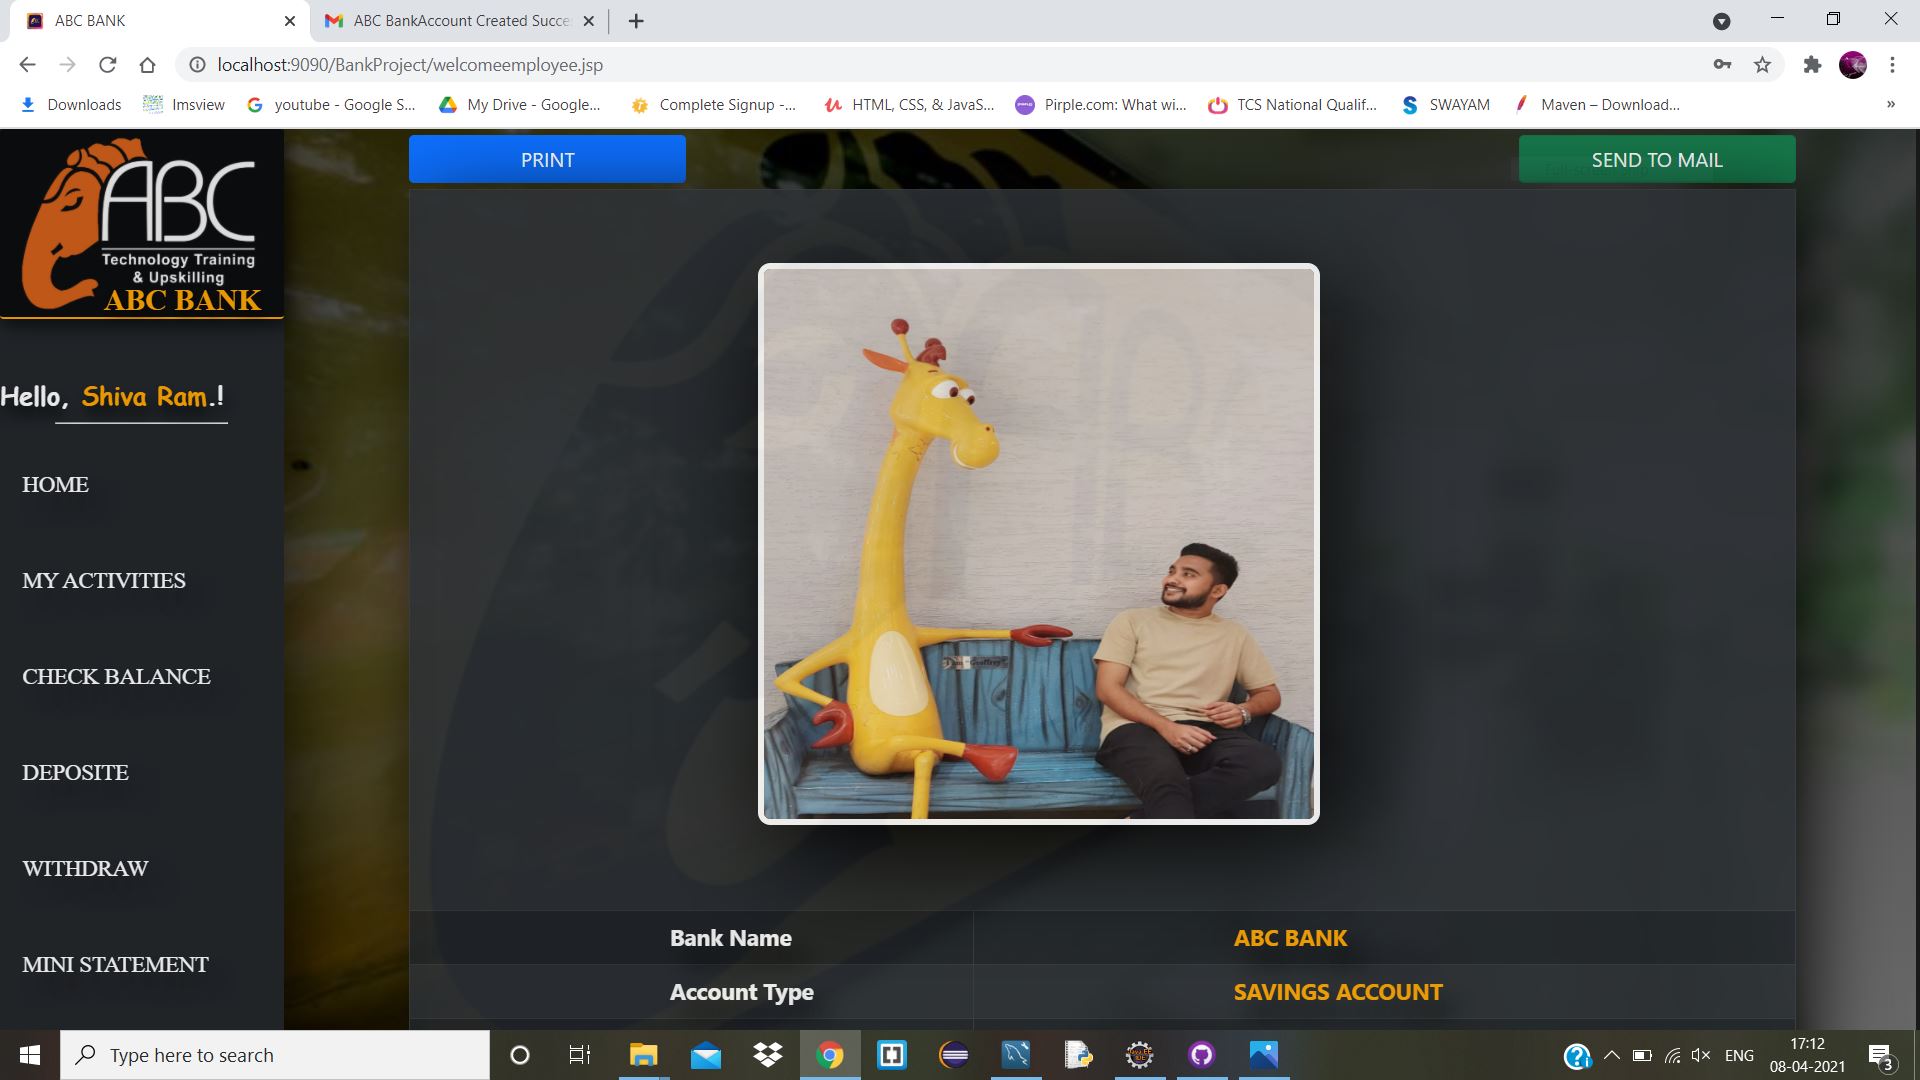 ABC BANK
ABC BankAccount Created Succe
localhost:9090/BankProject/welcomeemployee.jsp
Downloads
Imsview
youtube - Google S...
My Drive - Google...
Complete Signup -...
HTML, CSS, & JavaS...
Pirple.com: What wi...
TCS National Qualif...
SWAYAM
Maven – Download...
»
ABC
Technology Training
& Upskilling
ABC BANK
PRINT
SEND TO MAIL
Hello, Shiva Ram.!
HOME
MY ACTIVITIES
CHECK BALANCE
DEPOSITE
WITHDRAW
MINI STATEMENT
Bank Name
ABC BANK
Account Type
SAVINGS ACCOUNT
Type here to search
ENG
17:12
08-04-2021
3